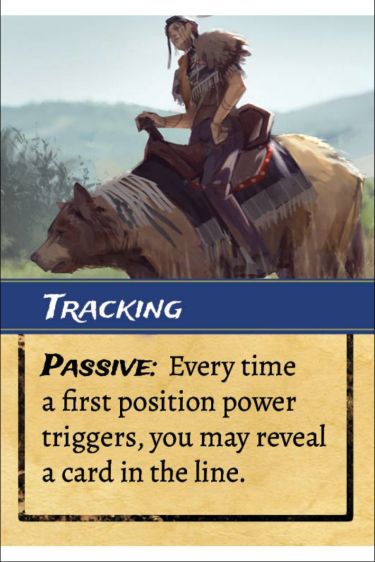 Tracking
Passive: Every time
a first position power
triggers, you may reveal
a card in the line.